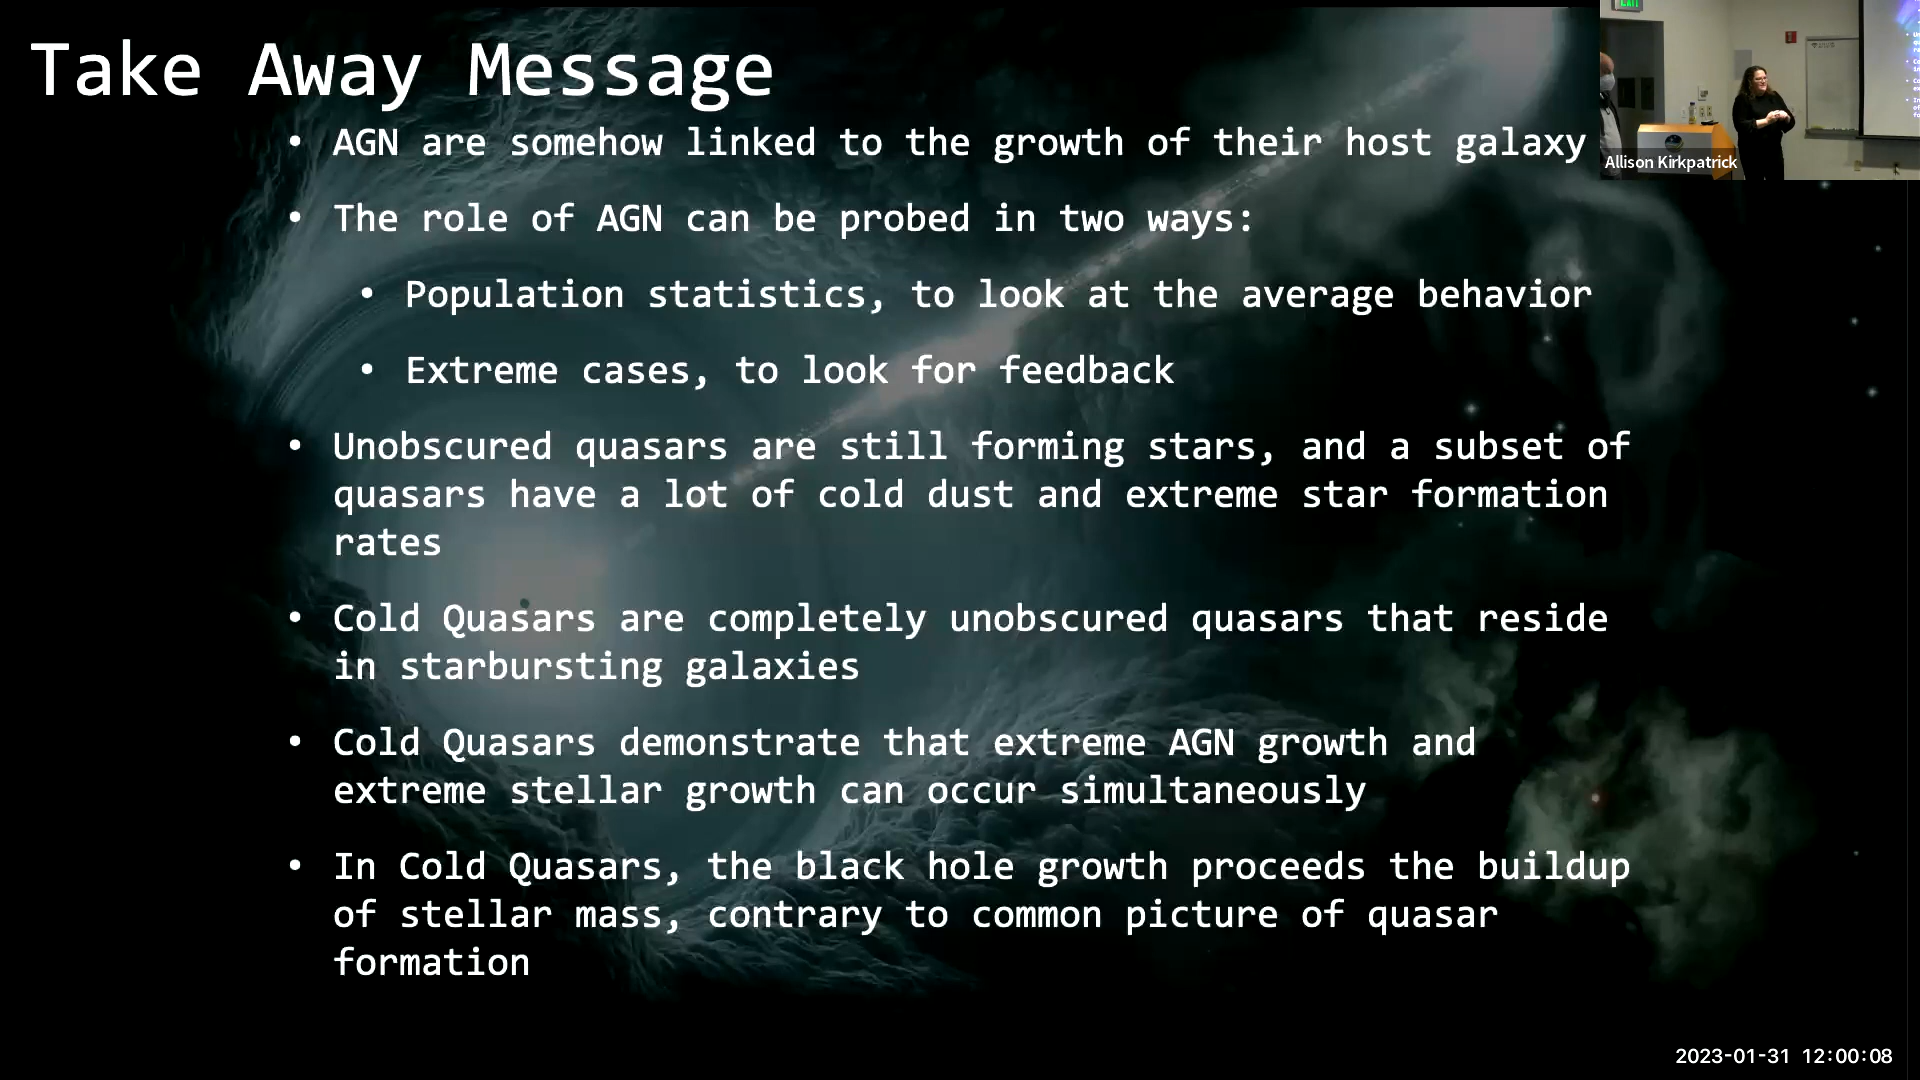 Take Away Message
EXIT
• AGN are somehow linked to the growth of their host galaxy
Allison Kirkpatrick
• The role of AGN can be probed in two ways:
• Population statistics, to look at the average behavior
• Extreme cases, to look for feedback
• Unobscured quasars are still forming stars, and a subset of
quasars have a lot of cold dust and extreme star formation
rates
• Cold Quasars are completely unobscured quasars that reside
in starbursting galaxies
• Cold Quasars demonstrate that extreme AGN growth and
extreme stellar growth can occur simultaneously
• In Cold Quasars, the black hole growth proceeds the buildup
of stellar mass, contrary to common picture of quasar
formation
2023-01-31 12:00:08